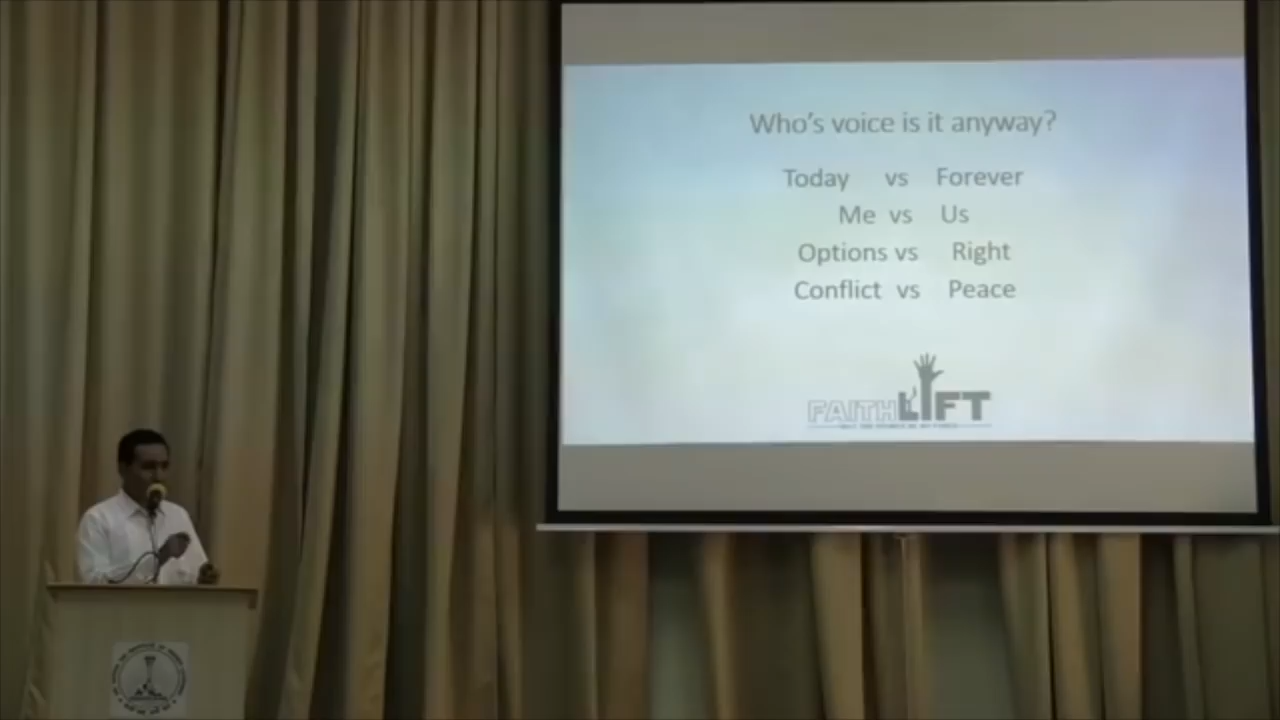 Who's voice is it anyway?
Today vs Forever
Me vs Us
Options vs Right
Conflict vs Peace
FAITHLIFT